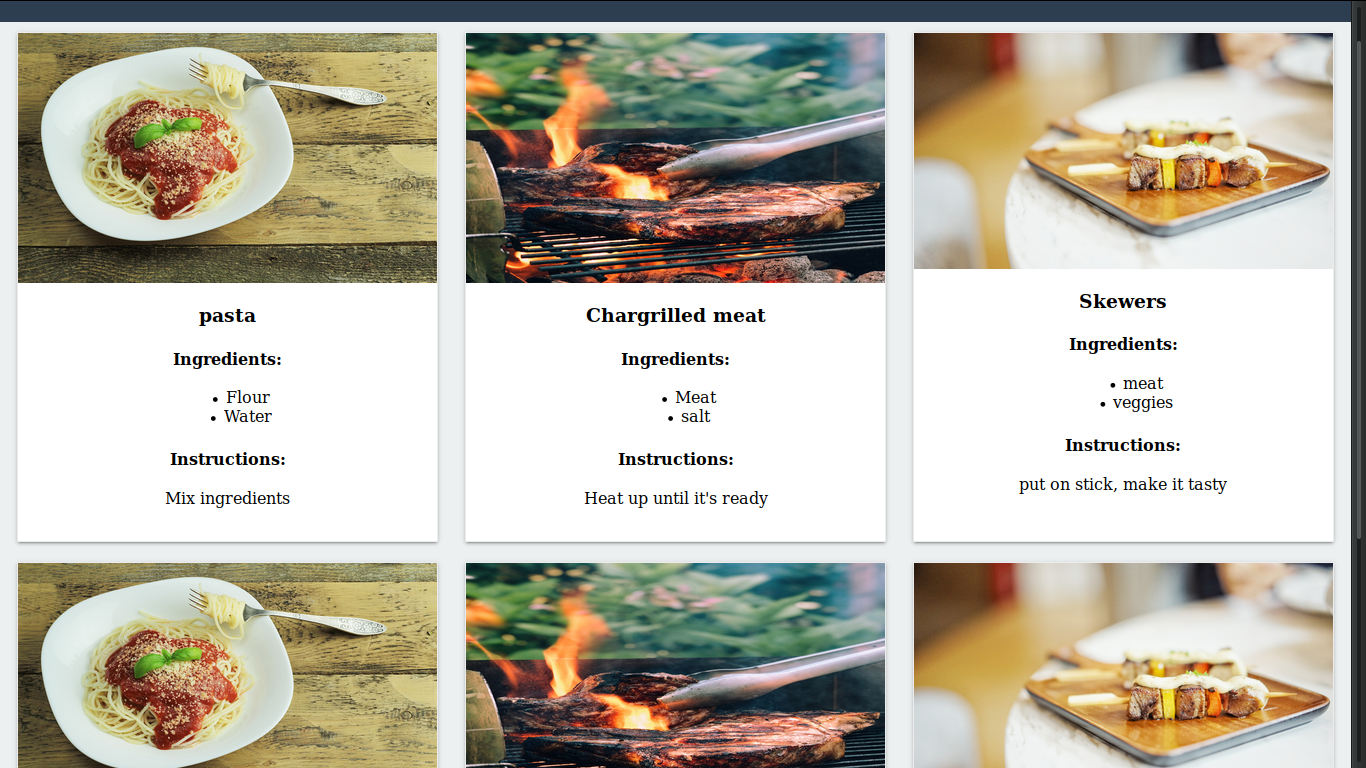 pasta
Ingredients:
Flour
Water
Instructions:
Mix ingredients
Chargrilled meat
Ingredients:
Meat
salt
Instructions:
Heat up until it's ready
Skewers
Ingredients:
meat
veggies
Instructions:
put on stick, make it tasty